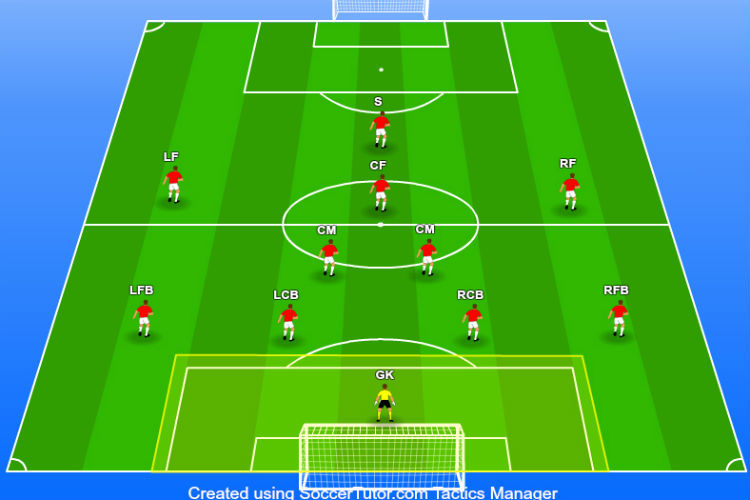 S
LF
CF
RF
CM
CM
LFB
LCB
RCB
RFB
GK
Created using SoccerTutor.com Tactics Manager